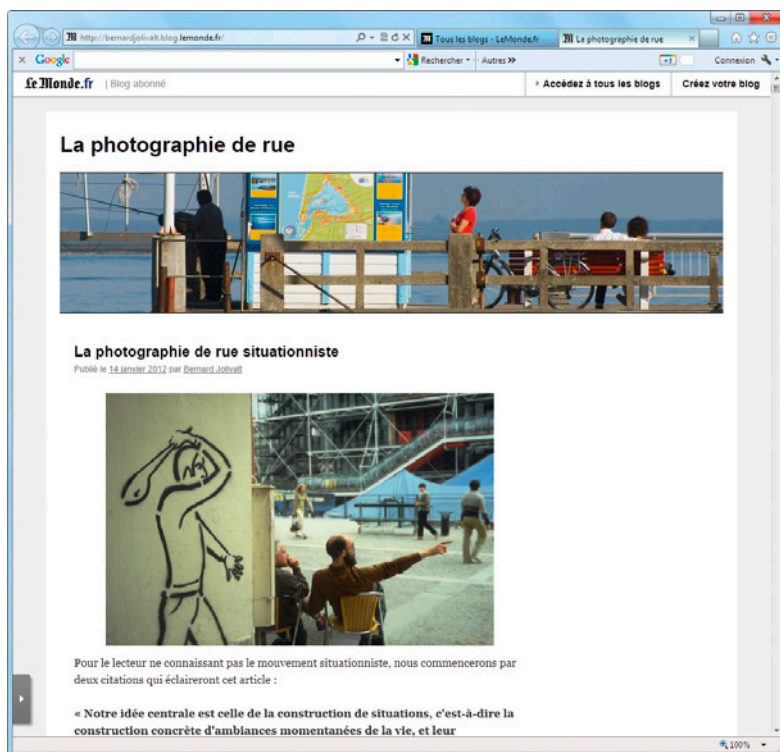 http://bernardjolivalt.blog.lemonde.fr/
Tous les blogs - LeMonde.fr
La photographie de rue
Google
Rechercher
Autres
+1
Connexion
Le Monde.fr | Blog abonné
Accédez à tous les blogs
Créez votre blog
La photographie de rue
La photographie de rue situationniste
Publié le 14 janvier 2012 par Bernard Jolivalt
Pour le lecteur ne connaissant pas le mouvement situationniste, nous commencerons par
deux citations qui éclaireront cet article :
« Notre idée centrale est celle de la construction de situations, c'est-à-dire la
construction concrète d'ambiances momentanées de la vie, et leur
100%